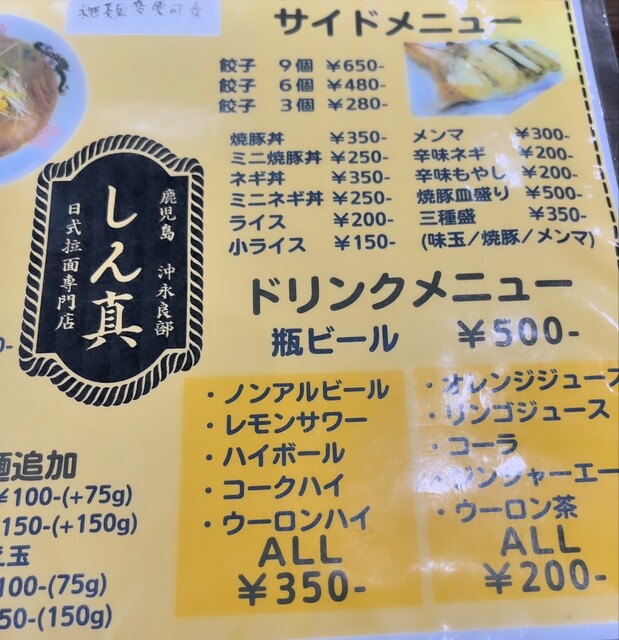 サイドメニュー
餃子 9個 ¥650-
餃子 6個 ¥480-
餃子 3個 ¥280-
焼豚丼 ¥350-
ミニ焼豚丼 ¥250-
ネギ丼 ¥350-
ミニネギ丼 ¥250-
ライス ¥200-
小ライス ¥150-
メンマ ¥300-
辛味ネギ ¥200-
辛味もやし ¥200-
焼豚皿盛り ¥500-
三種盛 ¥350-
(味玉/焼豚/メンマ)
鹿児島 沖永良部
しん真
日式拉面専門店
ドリンクメニュー
瓶ビール ¥500-
・ノンアルビール
・レモンサワー
・ハイボール
・コークハイ
・ウーロンハイ
ALL
¥350-
・オレンジジュース
・リンゴジュース
・コーラ
・ジンジャーエー
・ウーロン茶
ALL
¥200-
麺追加
¥100-(+75g)
150-(+150g)
玉
100-(75g)
50-(150g)